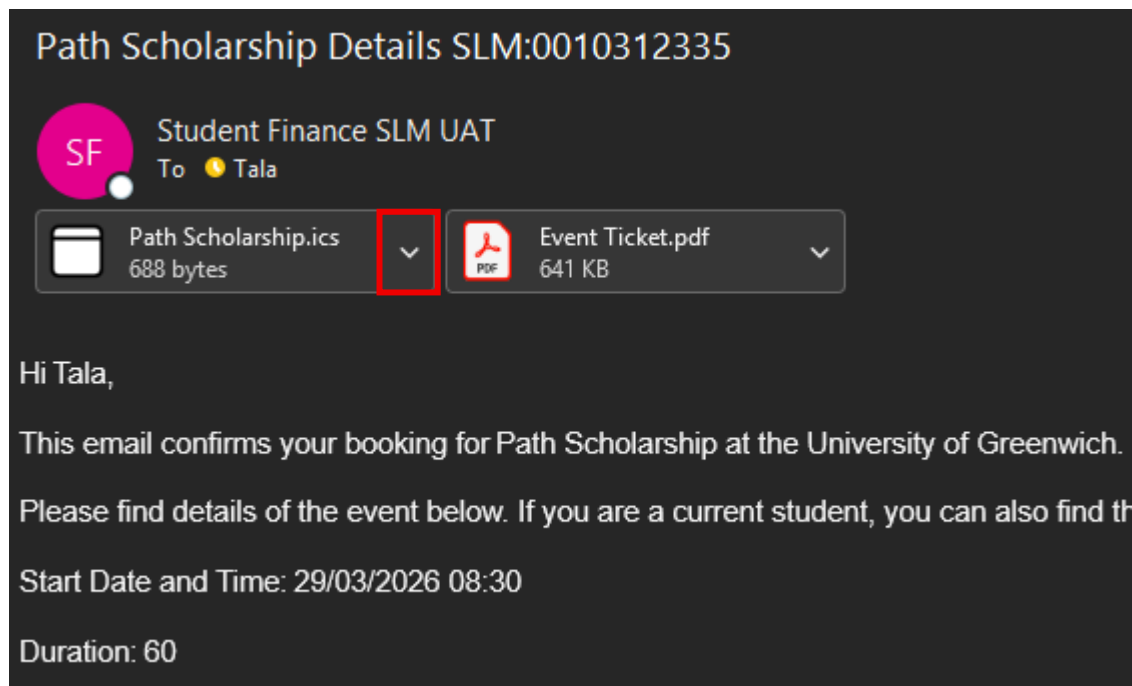 Path Scholarship Details SLM:0010312335
SF
Student Finance SLM UAT
To Tala
Path Scholarship.ics
688 bytes
PDF
Event Ticket.pdf
641 KB
Hi Tala,
This email confirms your booking for Path Scholarship at the University of Greenwich.
Please find details of the event below. If you are a current student, you can also find th
Start Date and Time: 29/03/2026 08:30
Duration: 60